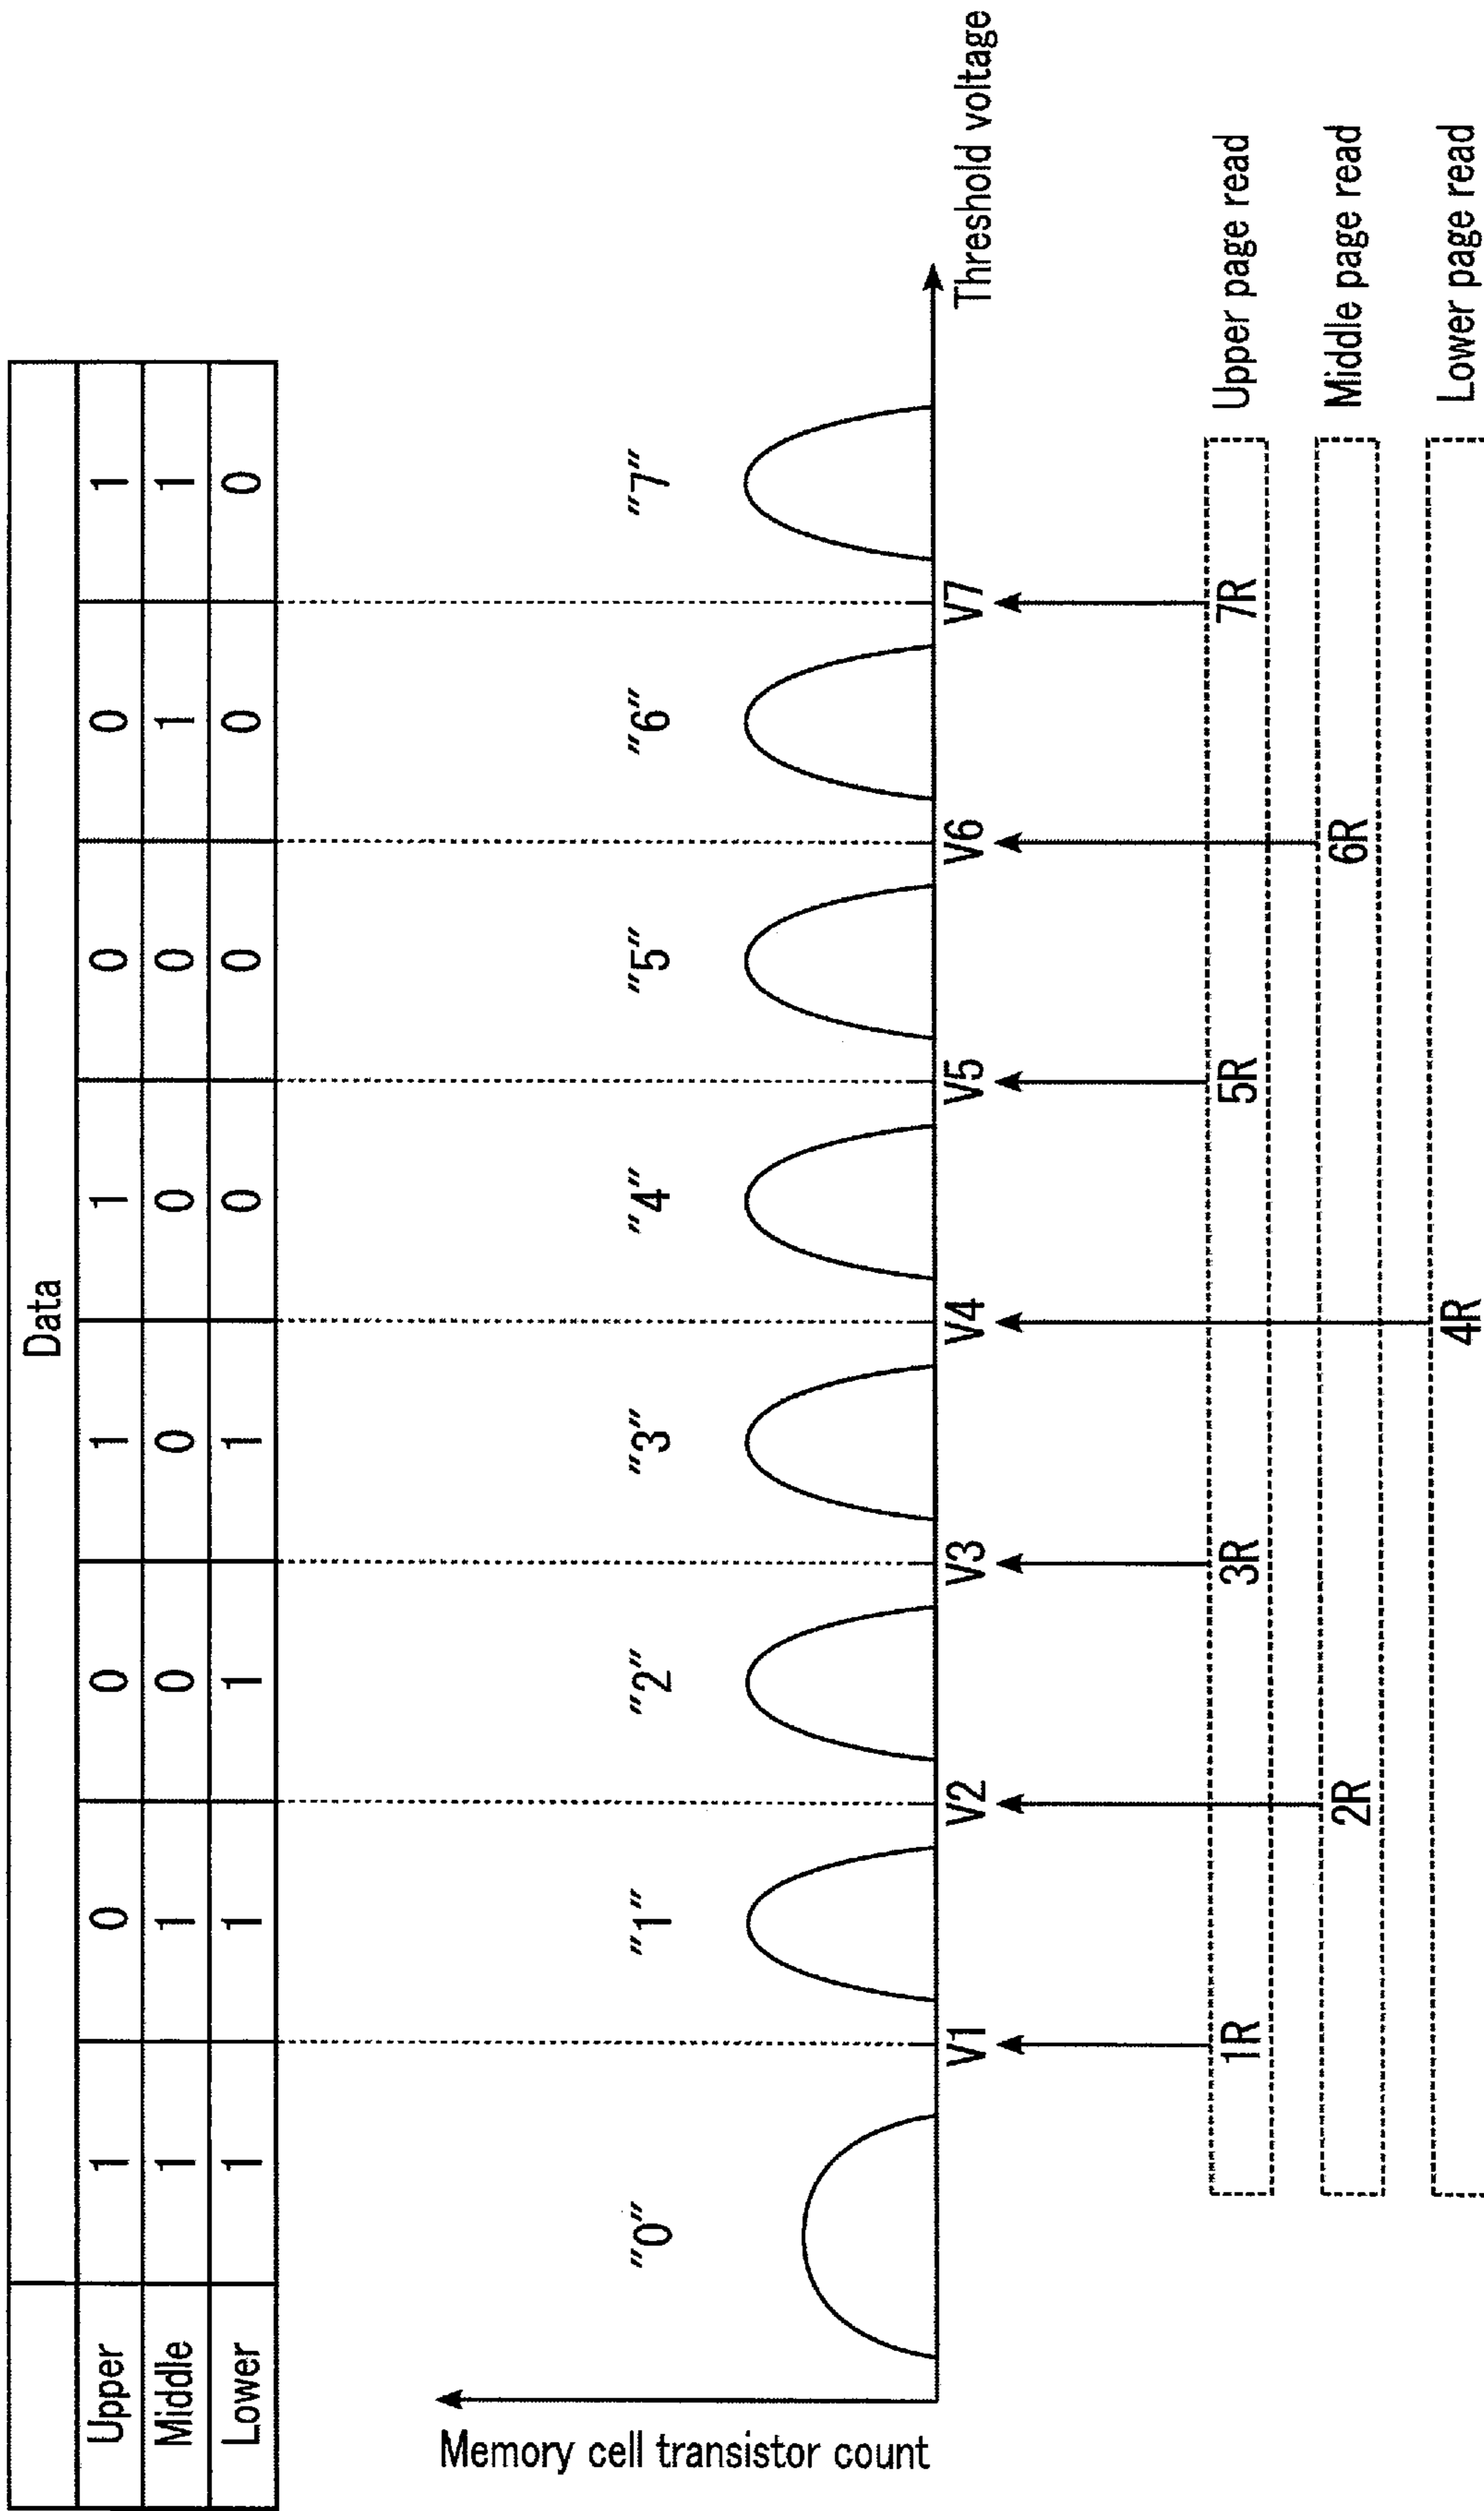 Data
Upper 1 0 0 1 1 0 0 1
Middle 1 1 0 0 0 0 1 1
Lower 1 1 1 1 0 0 0 0
Memory cell transistor count
"0" "1" "2" "3" "4" "5" "6" "7"
V1 V2 V3 V4 V5 V6 V7
Threshold voltage
1R 3R 5R 7R Upper page read
2R 6R Middle page read
4R Lower page read